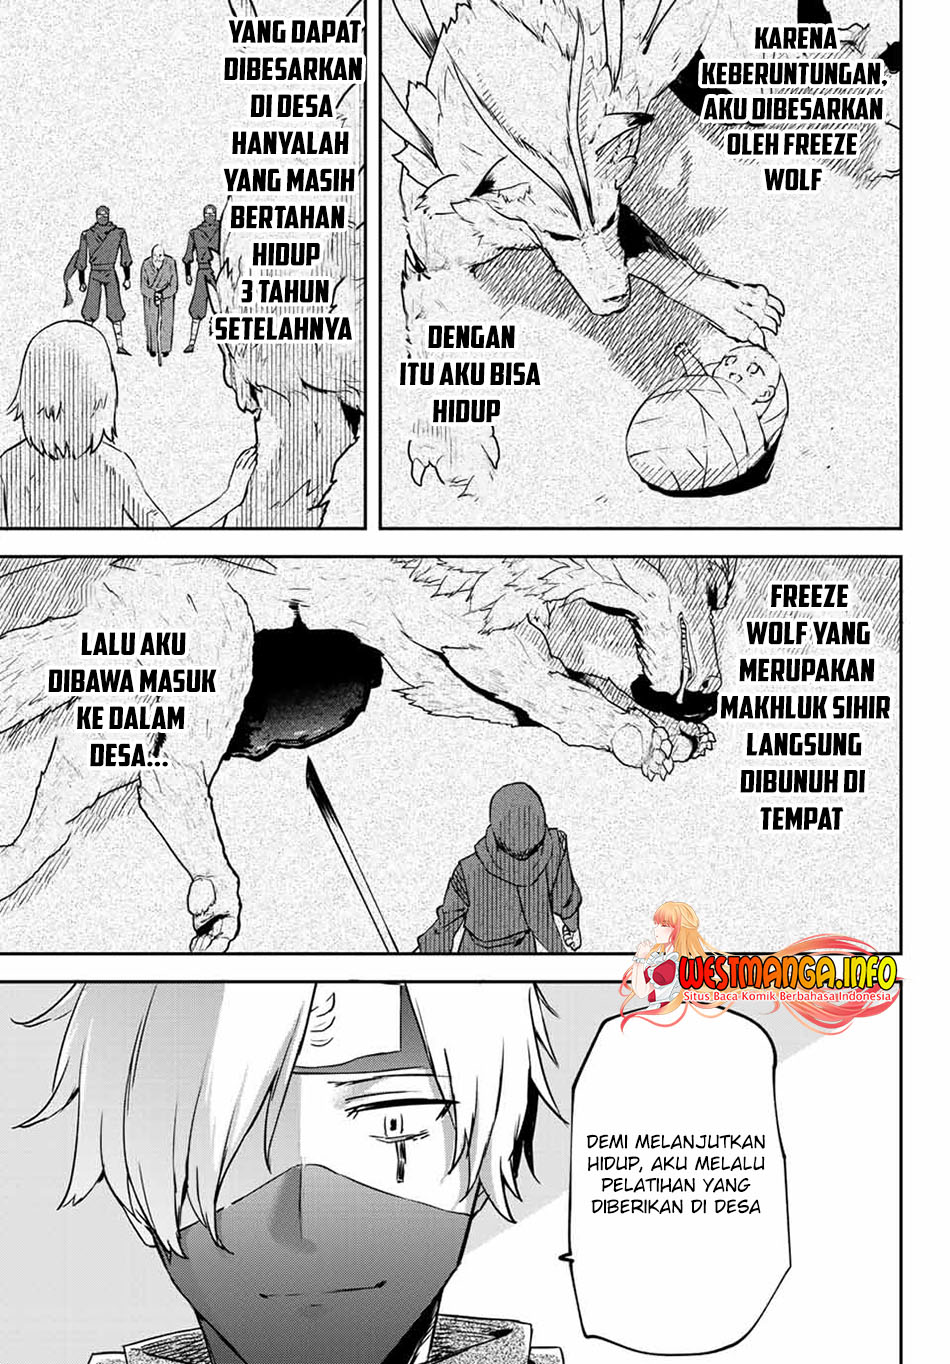 KARENA
KEBERUNTUNGAN,
AKU DIBESARKAN
OLEH FREEZE
WOLF
DENGAN
ITU AKU BISA
HIDUP
YANG DAPAT
DIBESARKAN
DI DESA
HANYALAH
YANG MASIH
BERTAHAN
HIDUP
3 TAHUN
SETELAHNYA
FREEZE
WOLF YANG
MERUPAKAN
MAKHLUK SIHIR
LANGSUNG
DIBUNUH DI
TEMPAT
LALU AKU
DIBAWA MASUK
KE DALAM
DESA...
WESTMANGA.INFO
Situs Baca Komik Berbahasa Indonesia
DEMI MELANJUTKAN
HIDUP, AKU MELALU
PELATIHAN YANG
DIBERIKAN DI DESA